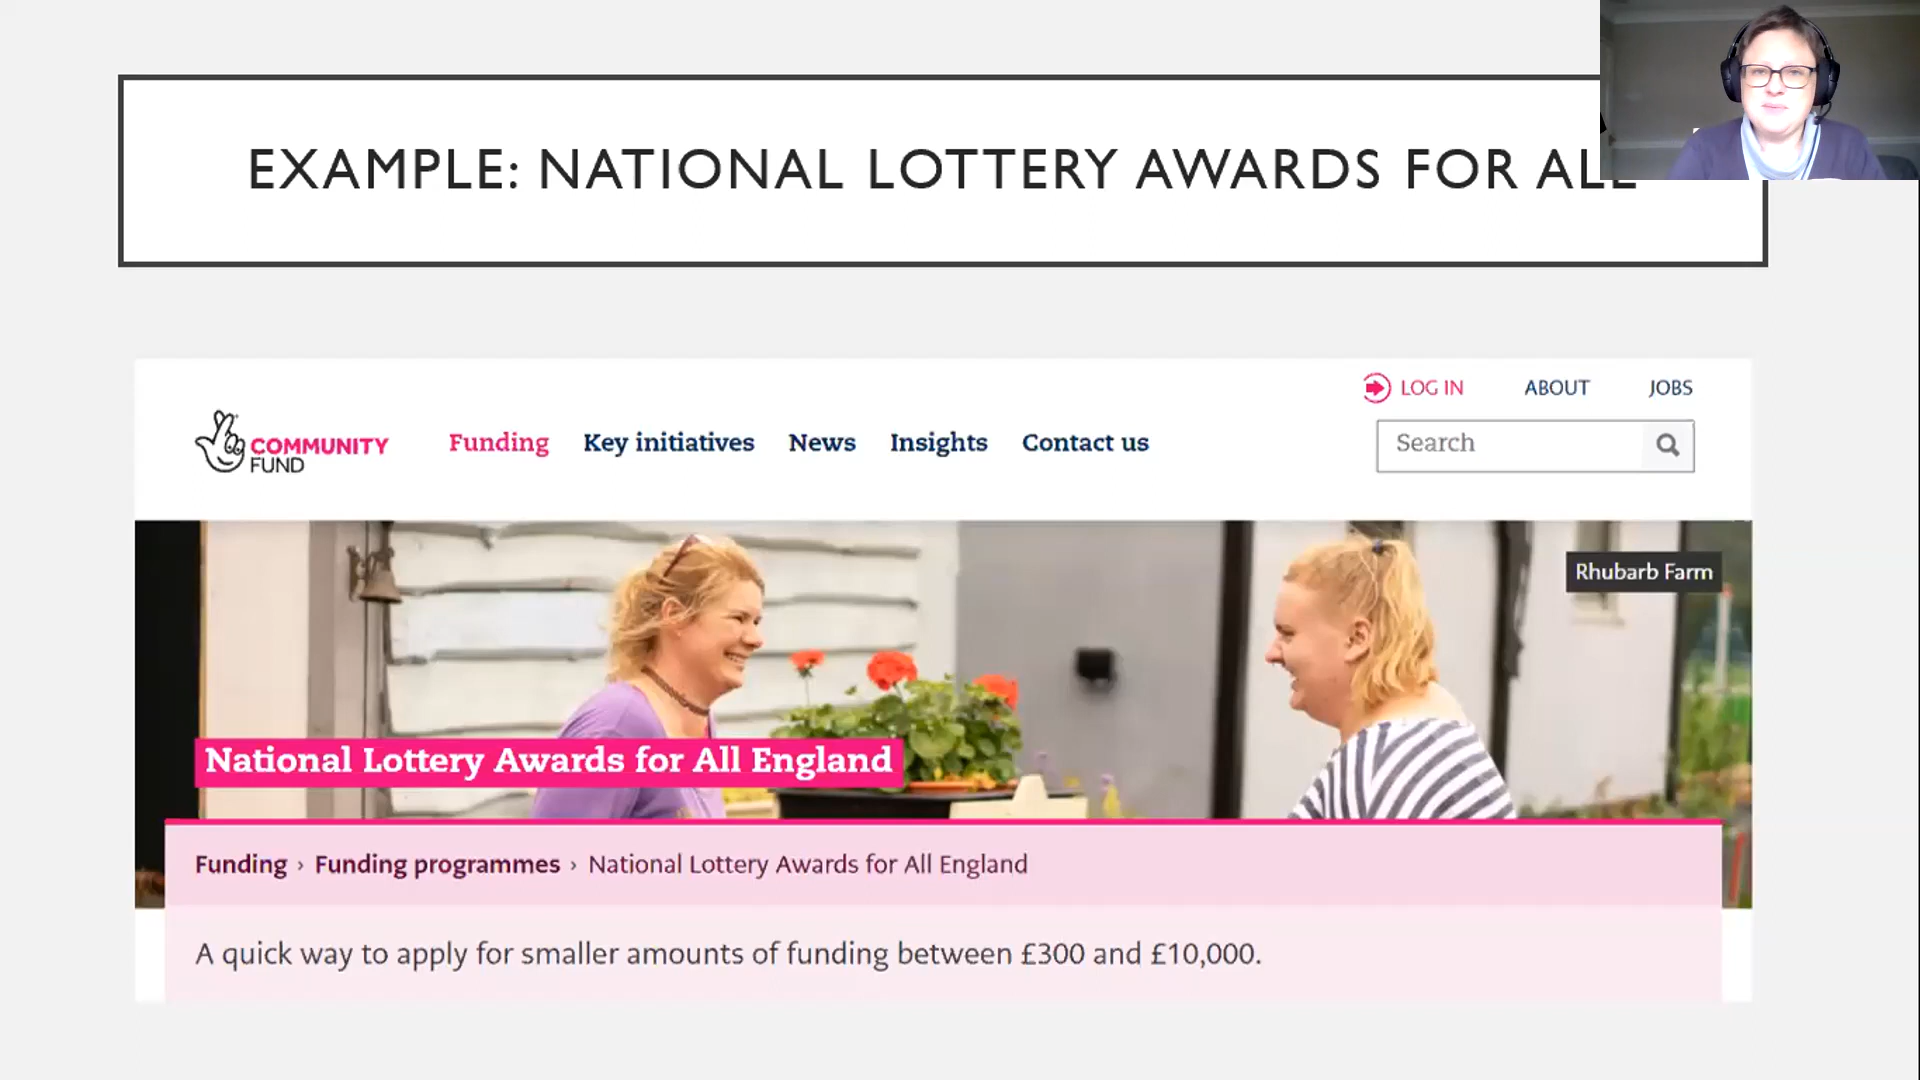 EXAMPLE: NATIONAL LOTTERY AWARDS FOR ALL
LOG IN ABOUT JOBS
COMMUNITY
FUND
Funding Key initiatives News Insights Contact us
Search
Rhubarb Farm
National Lottery Awards for All England
Funding › Funding programmes › National Lottery Awards for All England
A quick way to apply for smaller amounts of funding between £300 and £10,000.